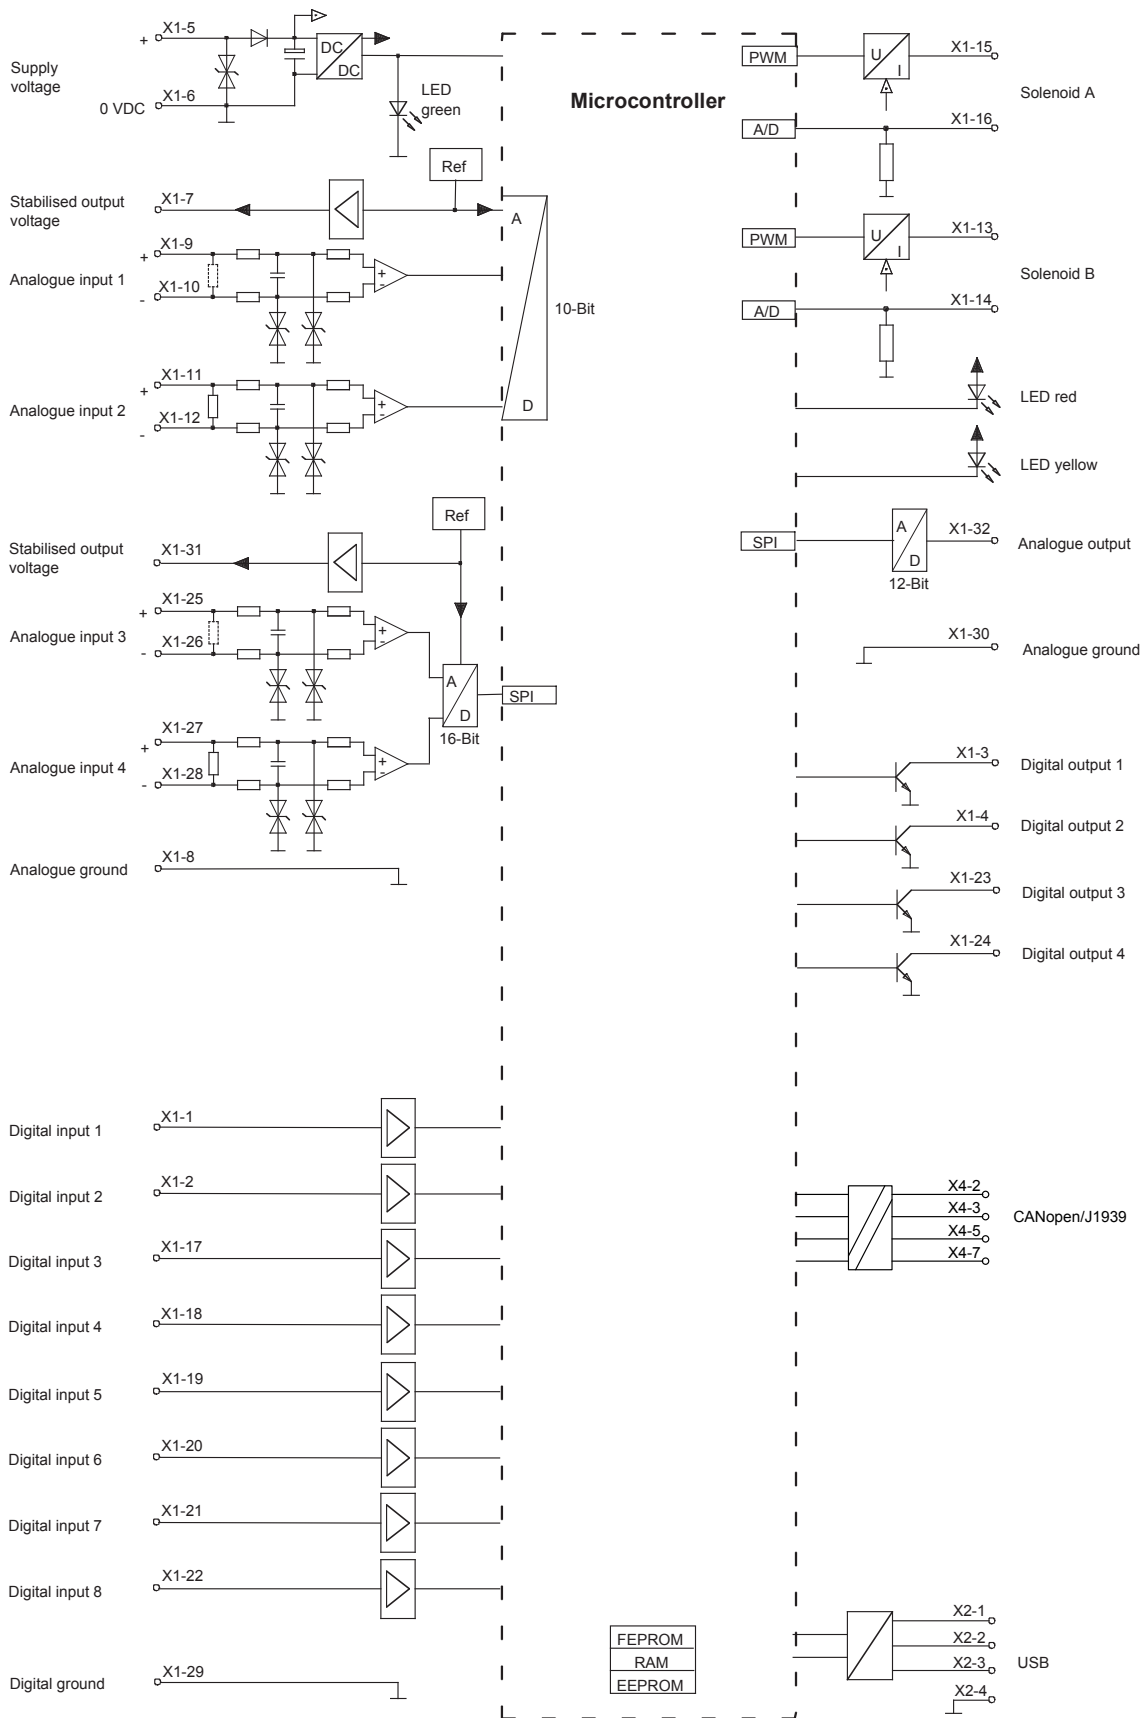 X1-5
+
DC
DC
Supply
voltage
X1-6
0 VDC
LED
green
Microcontroller
PWM
U
I
X1-15
Solenoid A
A/D
X1-16
Ref
Stabilised output
voltage
X1-7
A
10-Bit
D
X1-9
+
Analogue input 1
X1-10
-
+
-
X1-11
+
Analogue input 2
X1-12
-
+
-
PWM
U
I
X1-13
Solenoid B
A/D
X1-14
LED red
LED yellow
Ref
Stabilised output
voltage
X1-31
SPI
A
D
12-Bit
X1-32
Analogue output
X1-25
+
Analogue input 3
X1-26
-
+
-
A
D
16-Bit
SPI
X1-30
Analogue ground
X1-27
+
Analogue input 4
X1-28
-
+
-
Analogue ground
X1-8
X1-3
Digital output 1
X1-4
Digital output 2
X1-23
Digital output 3
X1-24
Digital output 4
Digital input 1
X1-1
Digital input 2
X1-2
Digital input 3
X1-17
Digital input 4
X1-18
Digital input 5
X1-19
Digital input 6
X1-20
Digital input 7
X1-21
Digital input 8
X1-22
Digital ground
X1-29
X4-2
X4-3
X4-5
X4-7
CANopen/J1939
FEPROM
RAM
EEPROM
X2-1
X2-2
X2-3
X2-4
USB